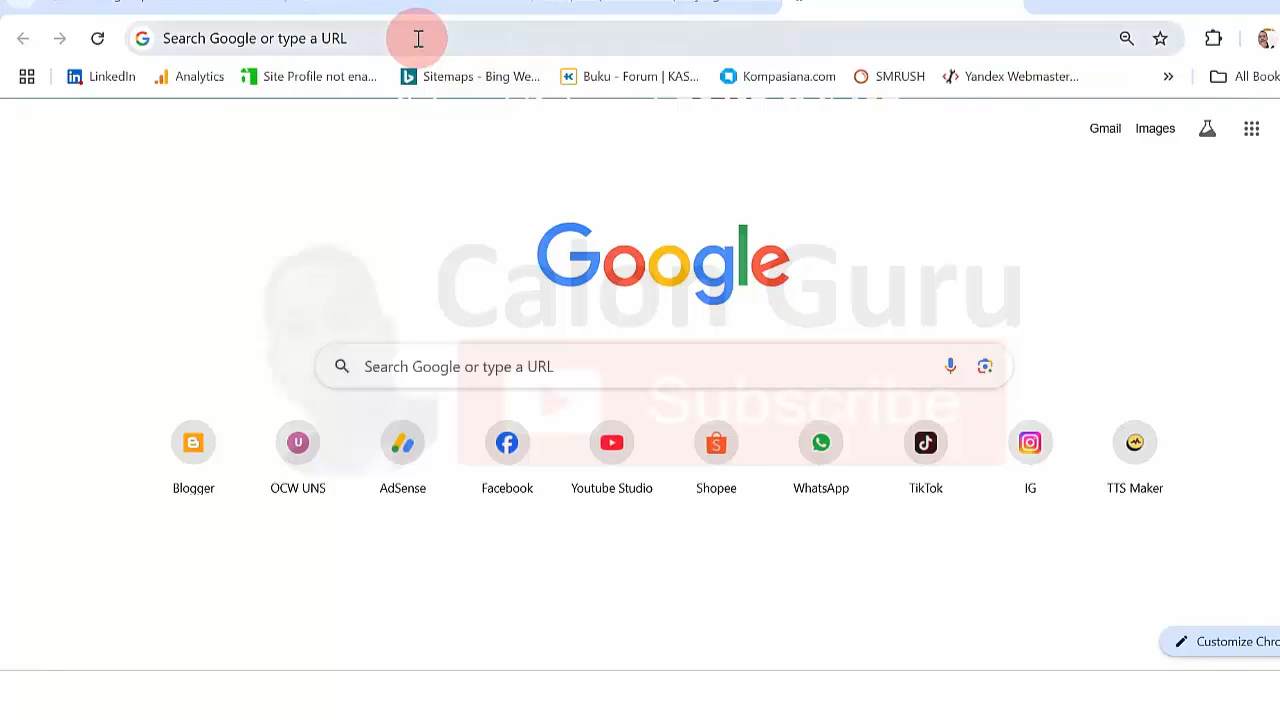 Search Google or type a URL
LinkedIn Analytics Site Profile not ena... Sitemaps - Bing We... Buku - Forum | KAS... Kompasiana.com SMRUSH Yandex Webmaster... » All Book
Gmail Images
Google
Calon Guru
Search Google or type a URL
Subscribe
U
Blogger OCW UNS AdSense Facebook Youtube Studio Shopee WhatsApp TikTok IG TTS Maker
Customize Chro